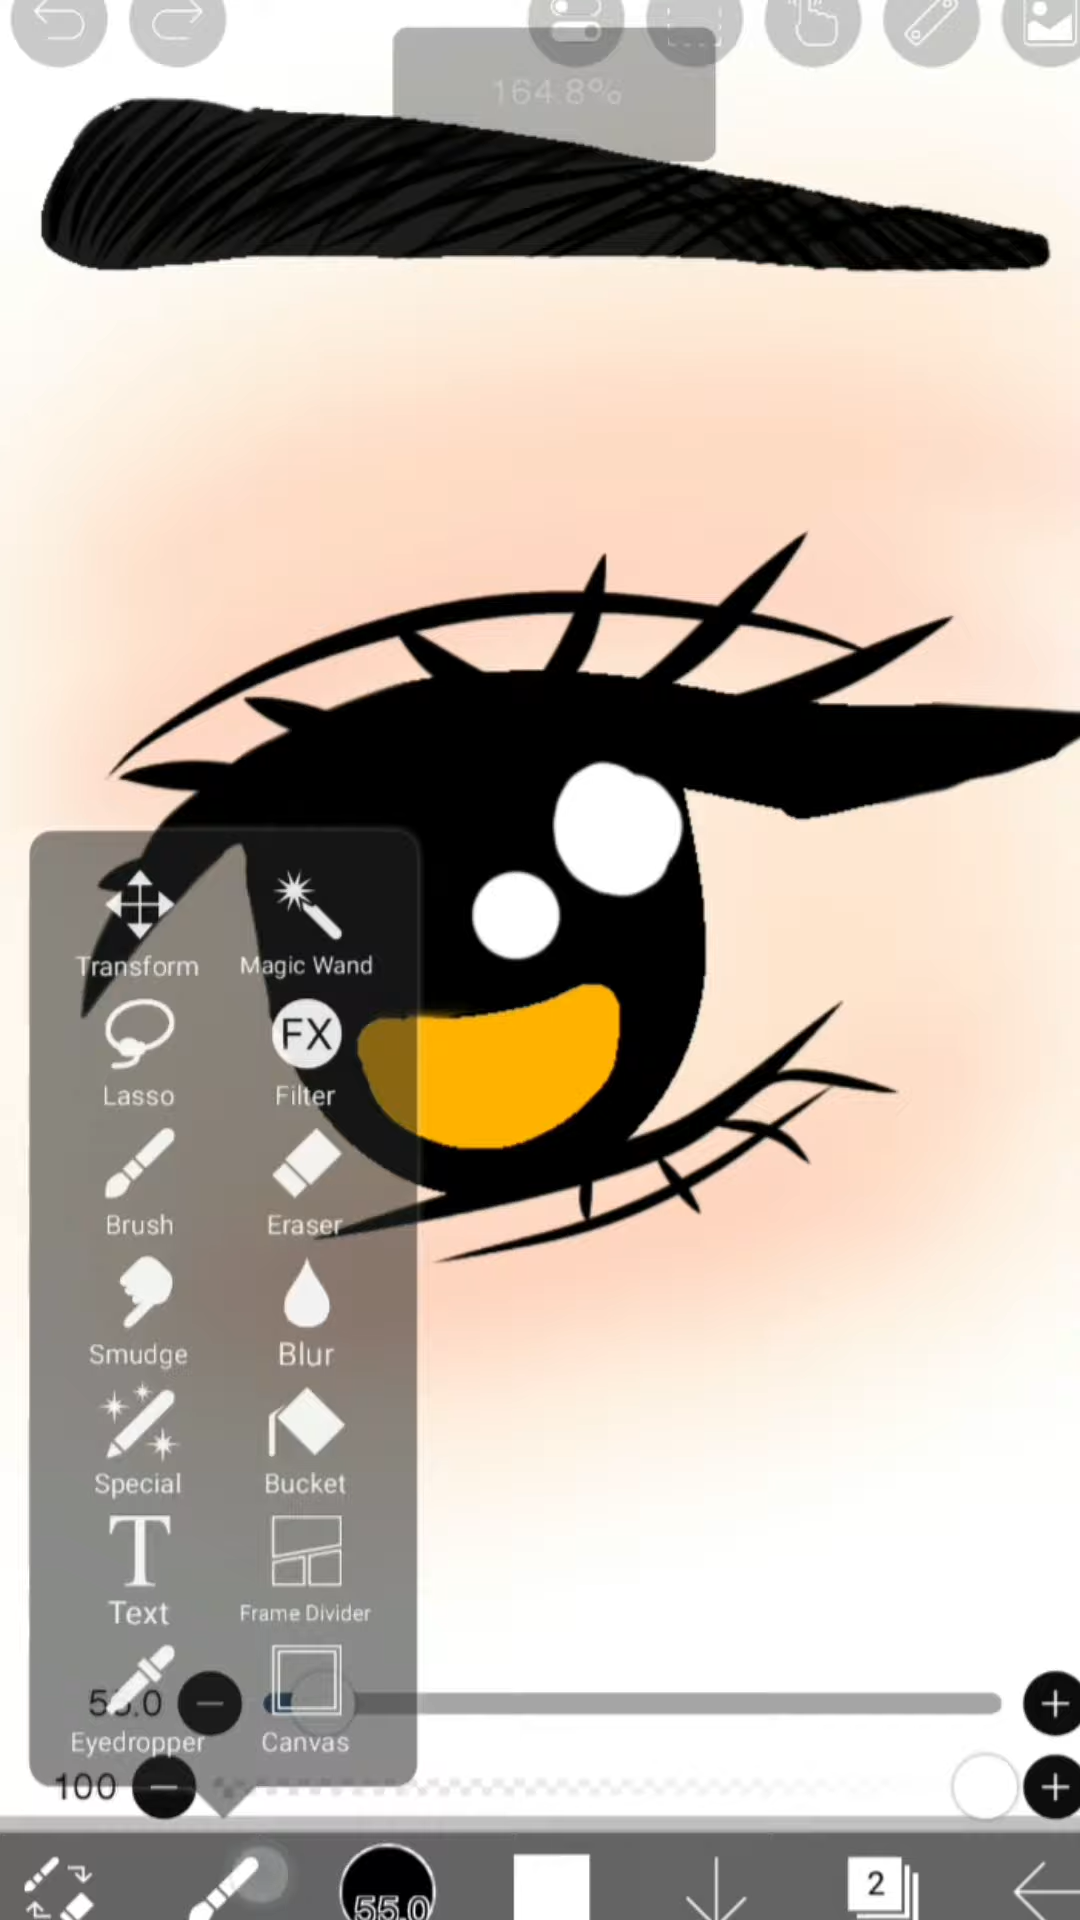 164.8%
Transform
Magic Wand
Lasso
FX
Filter
Brush
Eraser
Smudge
Blur
Special
Bucket
T
Text
Frame Divider
Eyedropper
Canvas
100
55.0
2